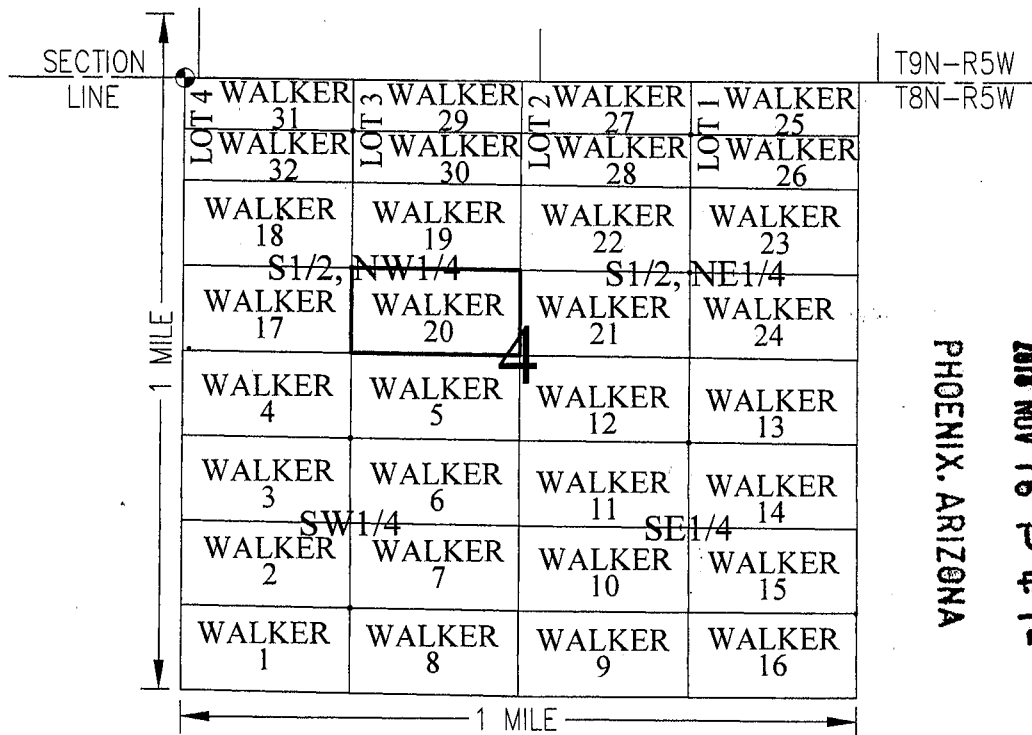 SECTION
LINE
T9N-R5W
T8N-R5W
LOT 4 WALKER 31
LOT 3 WALKER 29
LOT 2 WALKER 27
LOT 1 WALKER 25
WALKER 32
WALKER 30
WALKER 28
WALKER 26
WALKER 18
WALKER 19
WALKER 22
WALKER 23
S1/2, NW1/4
S1/2, NE1/4
WALKER 17
WALKER 20
WALKER 21
WALKER 24
4
WALKER 4
WALKER 5
WALKER 12
WALKER 13
WALKER 3
WALKER 6
WALKER 11
WALKER 14
SW1/4
SE1/4
WALKER 2
WALKER 7
WALKER 10
WALKER 15
WALKER 1
WALKER 8
WALKER 9
WALKER 16
1 MILE
1 MILE
NOV 16 P
PHOENIX, ARIZONA